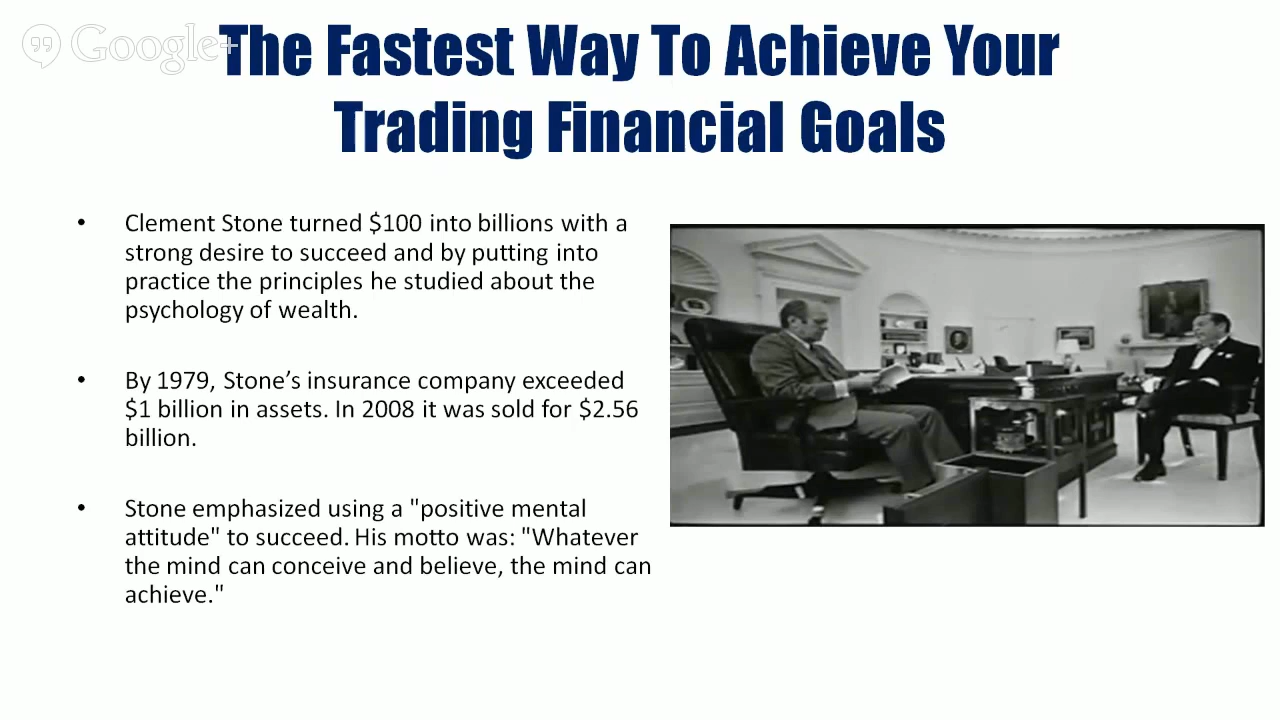 Google+
The Fastest Way To Achieve Your
Trading Financial Goals
• Clement Stone turned $100 into billions with a
strong desire to succeed and by putting into
practice the principles he studied about the
psychology of wealth.
• By 1979, Stone’s insurance company exceeded
$1 billion in assets. In 2008 it was sold for $2.56
billion.
• Stone emphasized using a "positive mental
attitude" to succeed. His motto was: "Whatever
the mind can conceive and believe, the mind can
achieve."